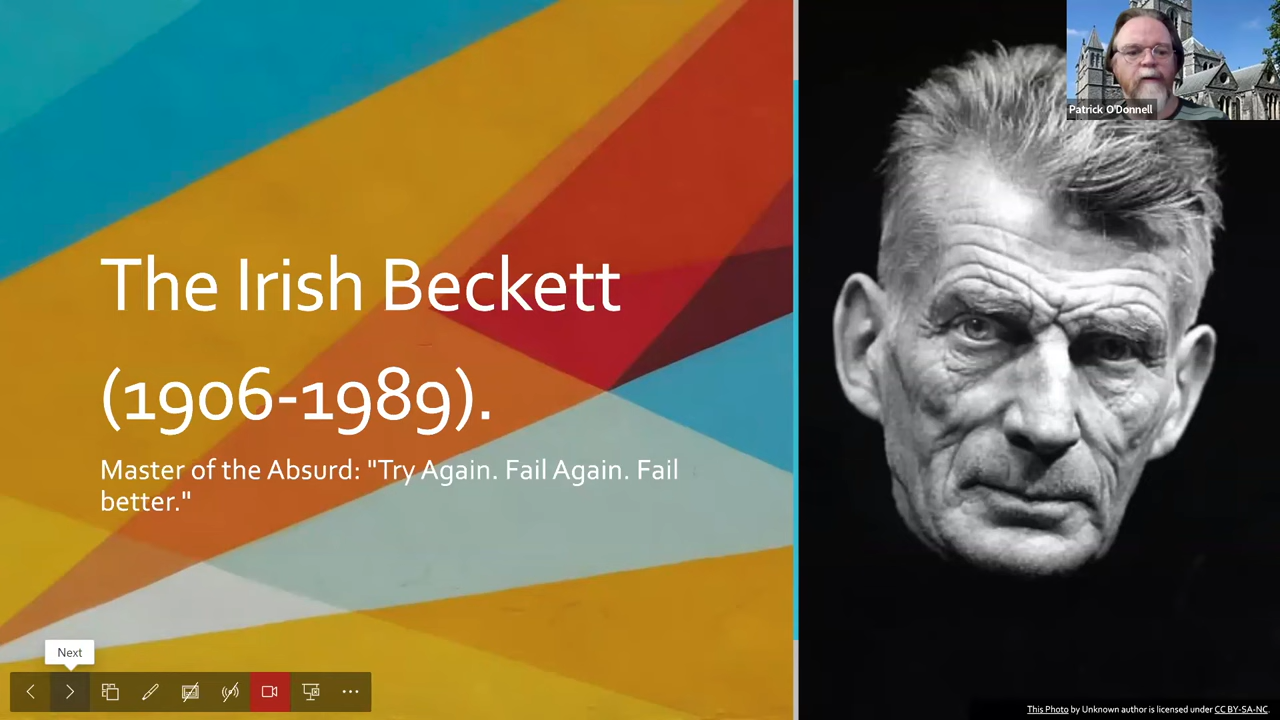 Patrick O'Donnell
The Irish Beckett
(1906-1989).
Master of the Absurd: "Try Again. Fail Again. Fail
better."
Next
This Photo by Unknown author is licensed under CC BY-SA-NC.